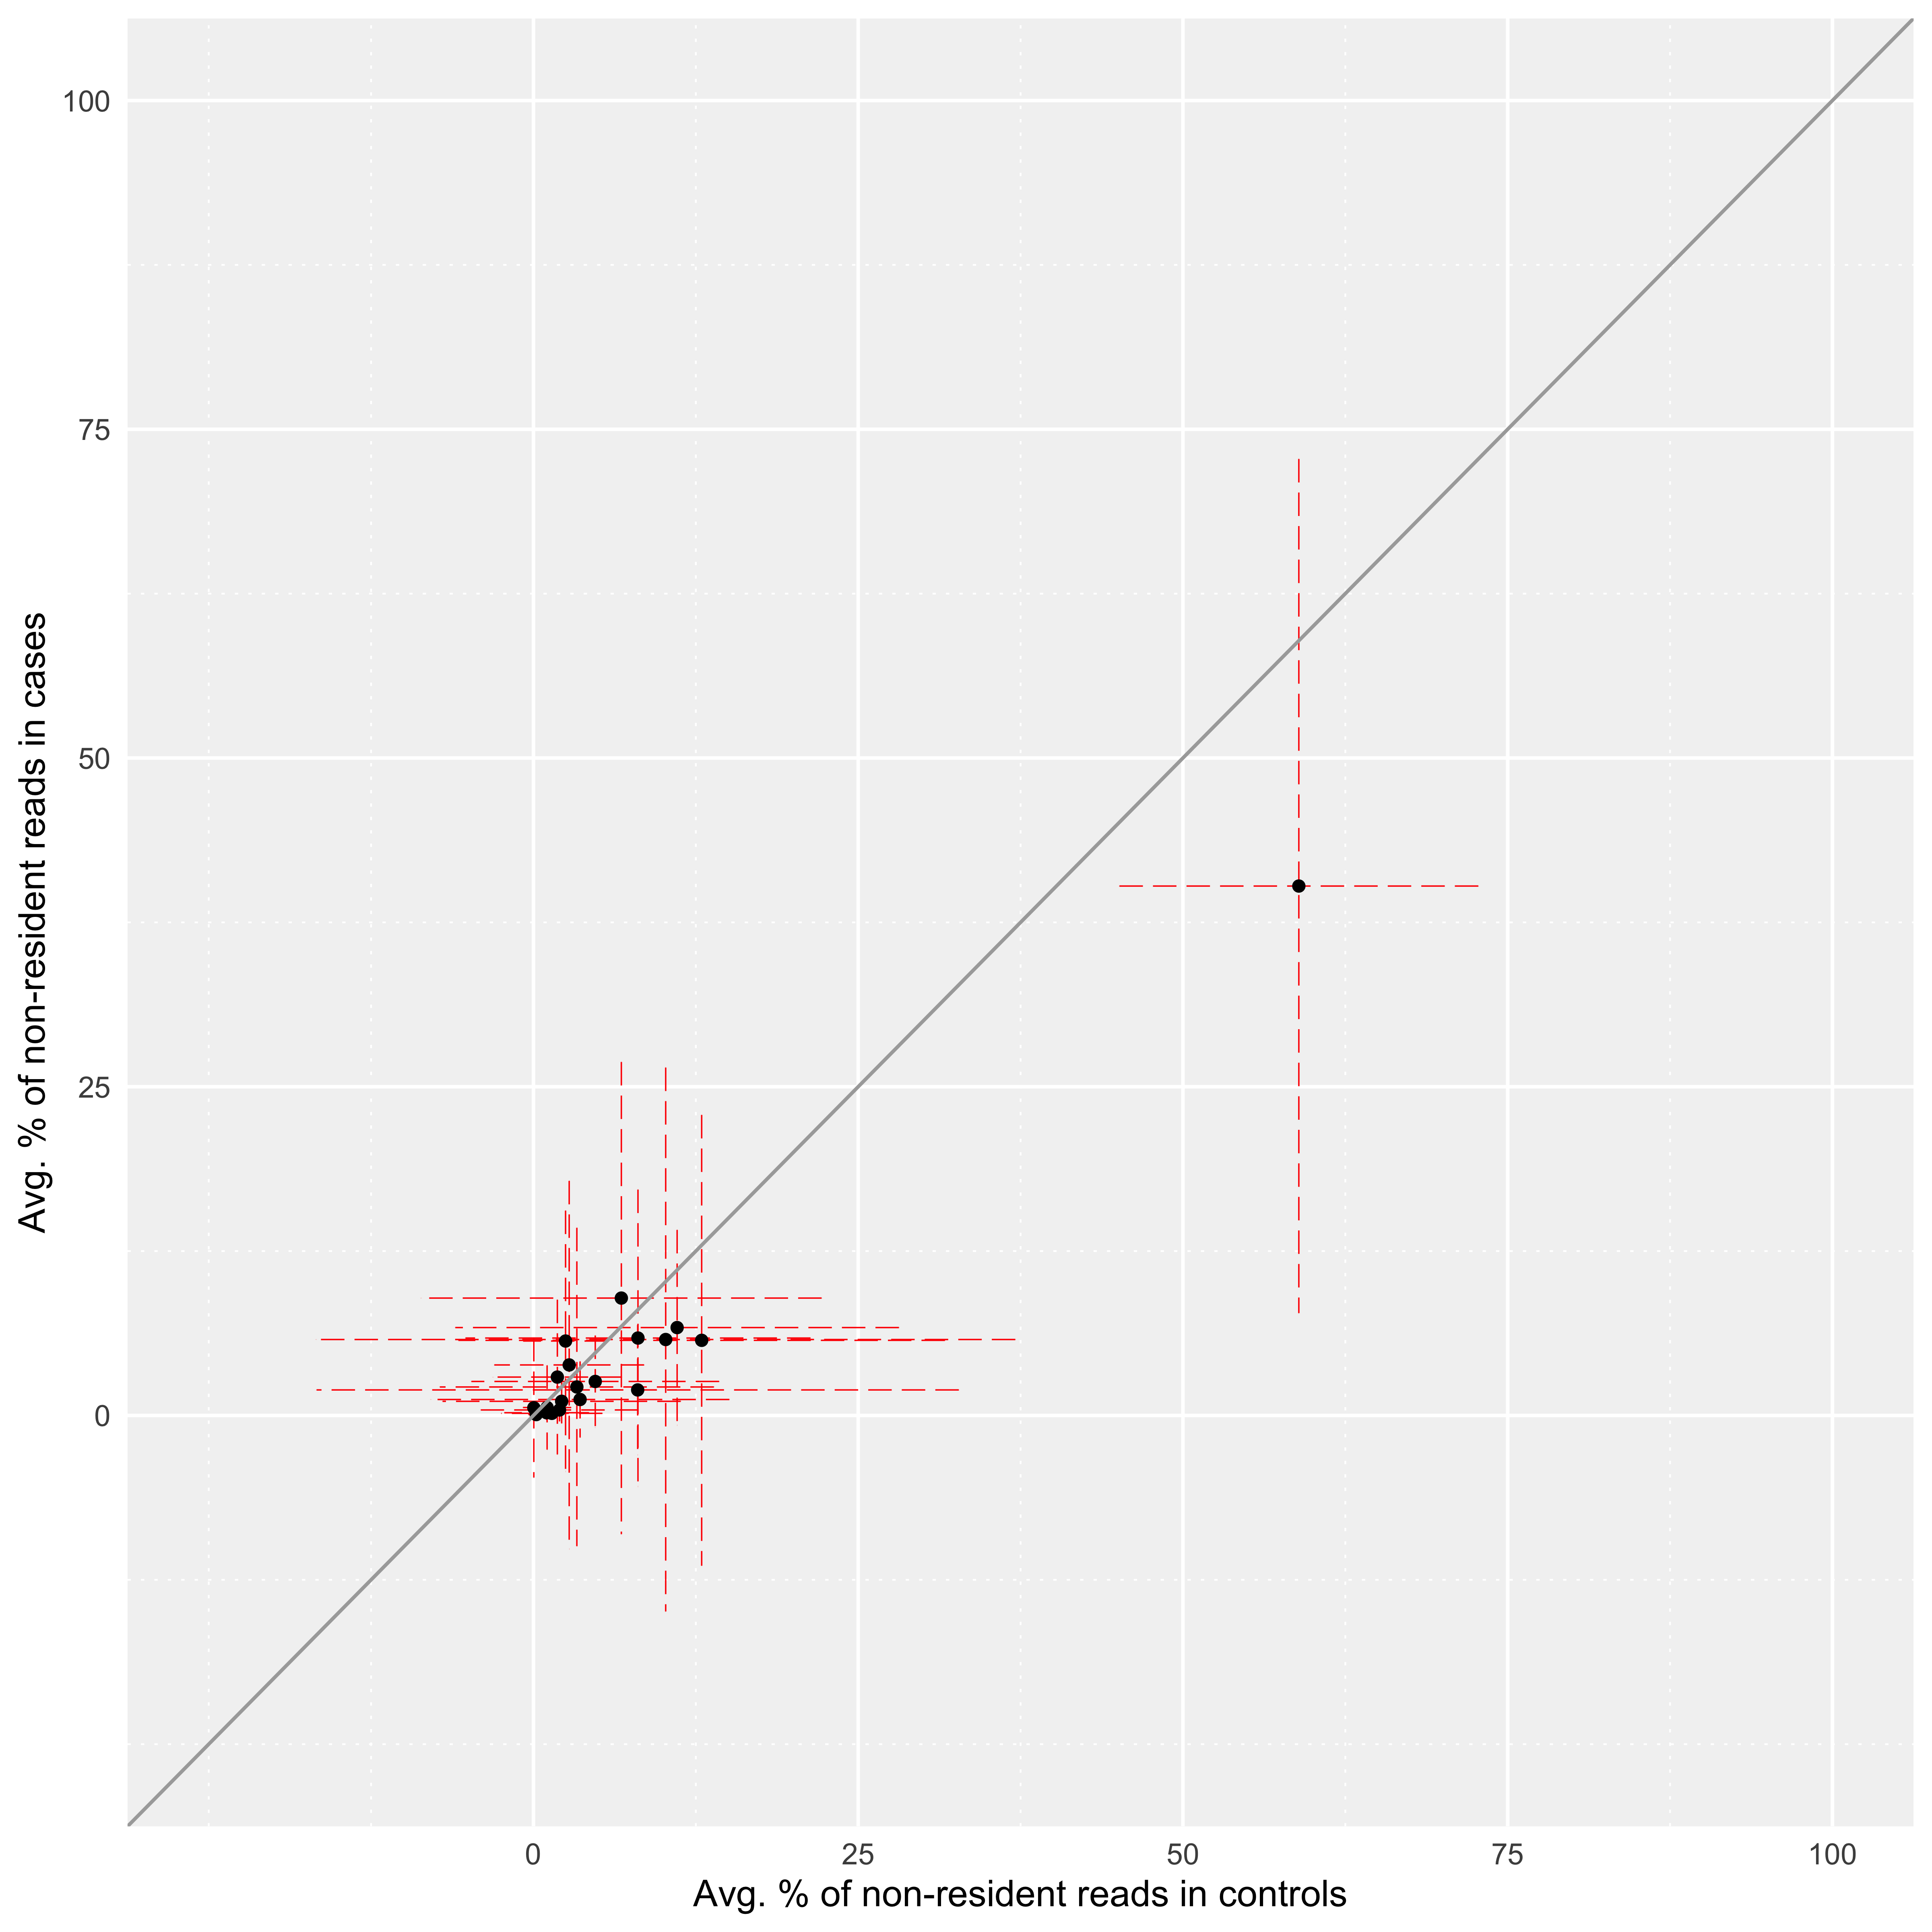 100
75
50
25
0
Avg. % of non-resident reads in cases
0 25 50 75 100
Avg. % of non-resident reads in controls